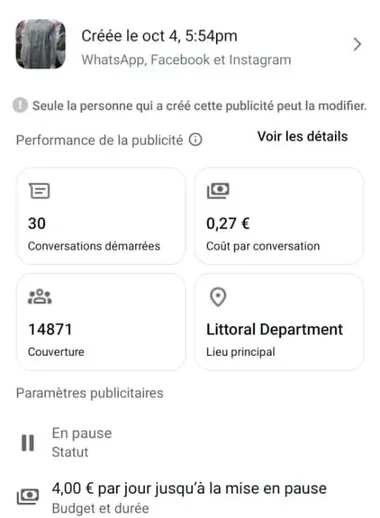 Créée le oct 4, 5:54pm
WhatsApp, Facebook et Instagram
Seule la personne qui a créé cette publicité peut la modifier.
Performance de la publicité
Voir les détails
30
Conversations démarrées
0,27 €
Coût par conversation
14871
Couverture
Littoral Department
Lieu principal
Paramètres publicitaires
En pause
Statut
4,00 € par jour jusqu'à la mise en pause
Budget et durée